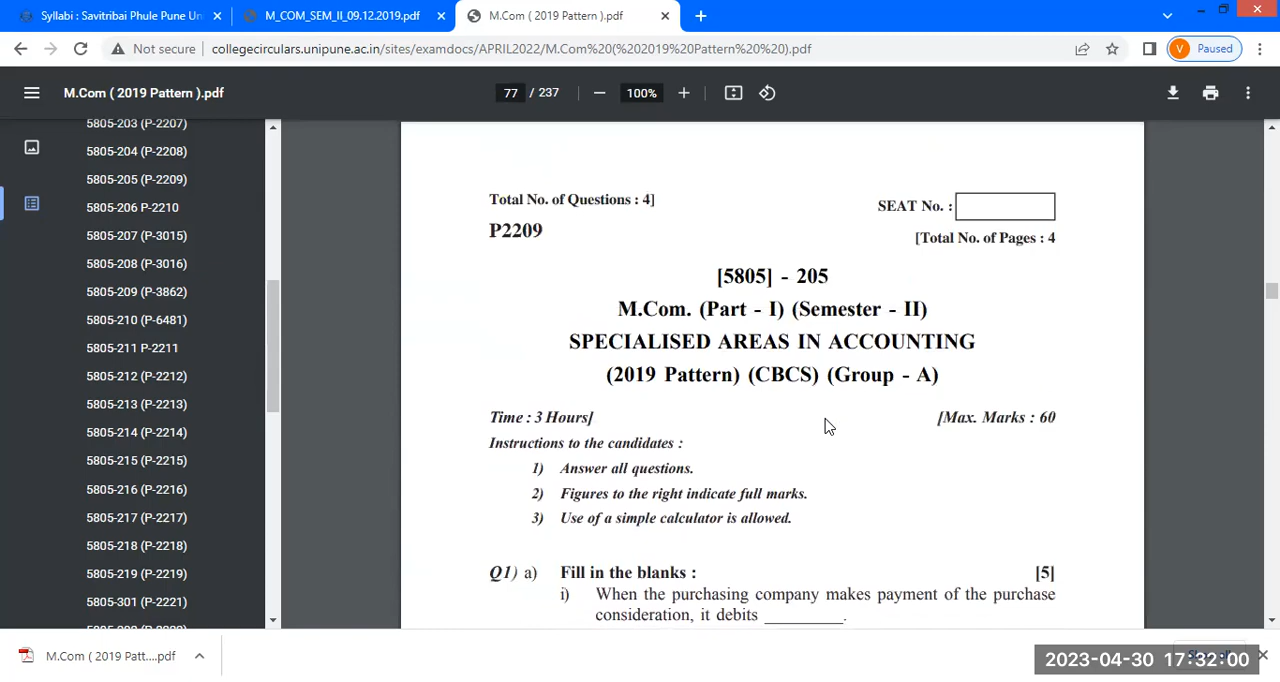 Syllabi : Savitribai Phule Pune Un
M_COM_SEM_II_09.12.2019.pdf
M.Com ( 2019 Pattern ).pdf
Not secure
collegecirculars.unipune.ac.in/sites/examdocs/APRIL2022/M.Com%20(%202019%20Pattern%20%20).pdf
V Paused
M.Com ( 2019 Pattern ).pdf
77 / 237
100%
5805-203 (P-2207)
5805-204 (P-2208)
5805-205 (P-2209)
5805-206 P-2210
5805-207 (P-3015)
5805-208 (P-3016)
5805-209 (P-3862)
5805-210 (P-6481)
5805-211 P-2211
5805-212 (P-2212)
5805-213 (P-2213)
5805-214 (P-2214)
5805-215 (P-2215)
5805-216 (P-2216)
5805-217 (P-2217)
5805-218 (P-2218)
5805-219 (P-2219)
5805-301 (P-2221)
Total No. of Questions : 4]
SEAT No. :
P2209
[Total No. of Pages : 4
[5805] - 205
M.Com. (Part - I) (Semester - II)
SPECIALISED AREAS IN ACCOUNTING
(2019 Pattern) (CBCS) (Group - A)
Time : 3 Hours]
[Max. Marks : 60
Instructions to the candidates :
1) Answer all questions.
2) Figures to the right indicate full marks.
3) Use of a simple calculator is allowed.
Q1) a) Fill in the blanks : [5]
i) When the purchasing company makes payment of the purchase
consideration, it debits _________.
M.Com ( 2019 Patt....pdf
2023-04-30 17:32:00